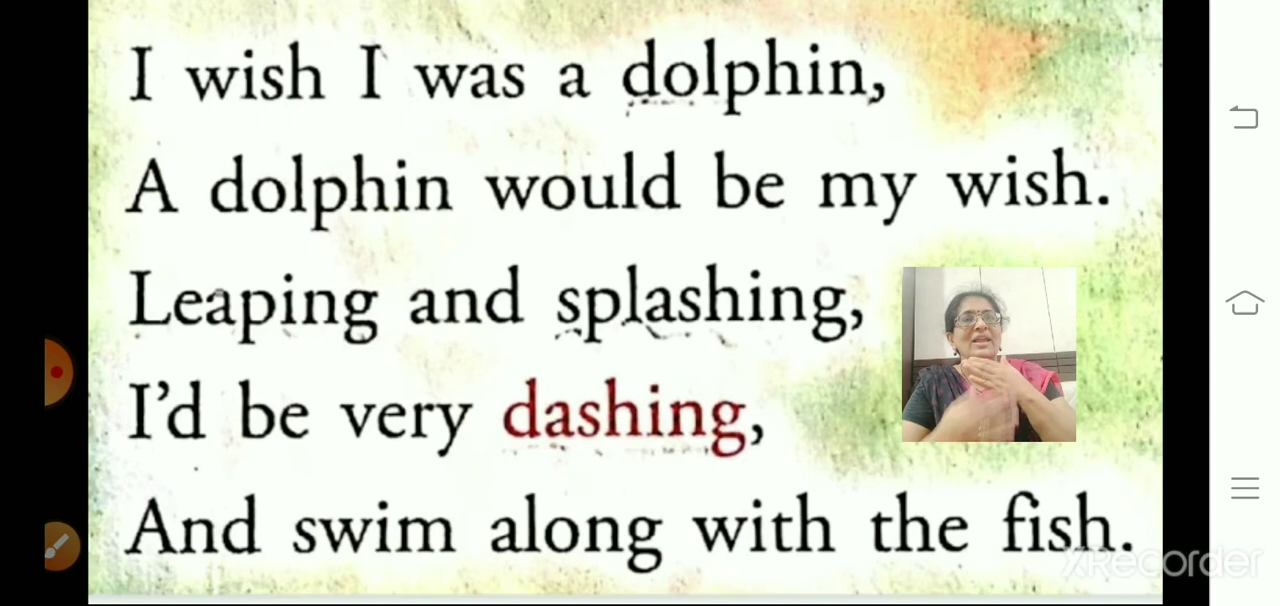 I wish I was a dolphin,
A dolphin would be my wish.
Leaping and splashing,
I'd be very dashing,
And swim along with the fish.
XRecorder